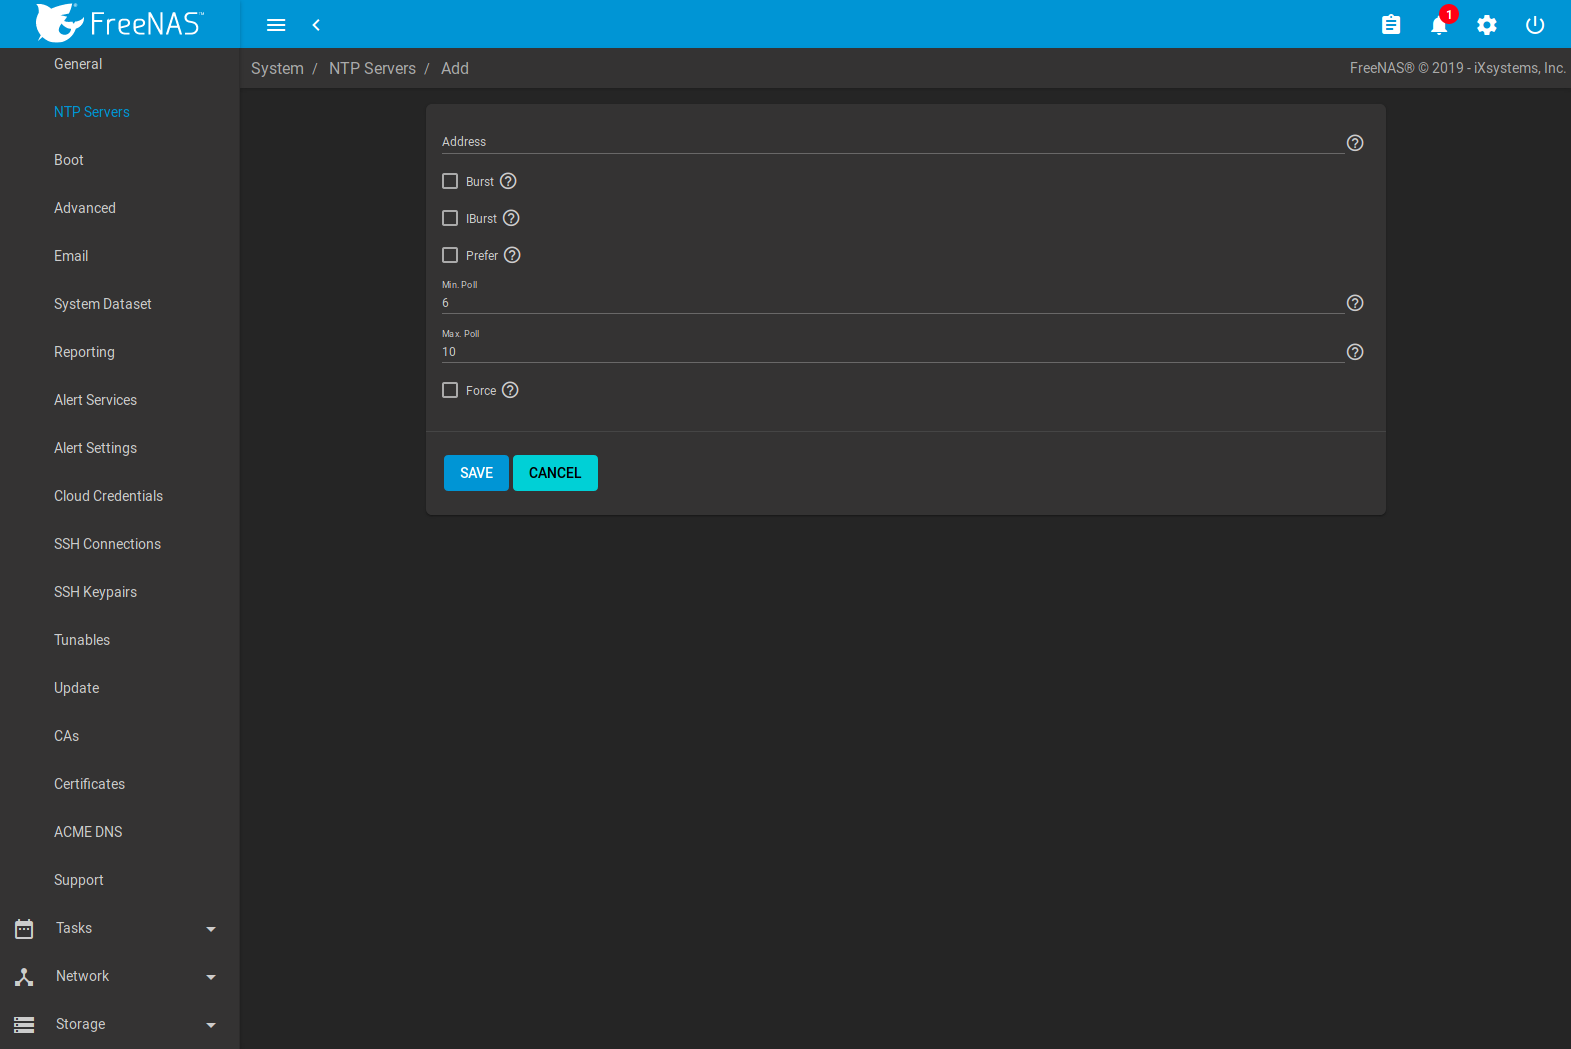 FreeNAS™
1
General
NTP Servers
Boot
Advanced
Email
System Dataset
Reporting
Alert Services
Alert Settings
Cloud Credentials
SSH Connections
SSH Keypairs
Tunables
Update
CAs
Certificates
ACME DNS
Support
Tasks
Network
Storage
System / NTP Servers / Add
FreeNAS® © 2019 - iXsystems, Inc.
Address
Burst
IBurst
Prefer
Min. Poll
6
Max. Poll
10
Force
SAVE CANCEL